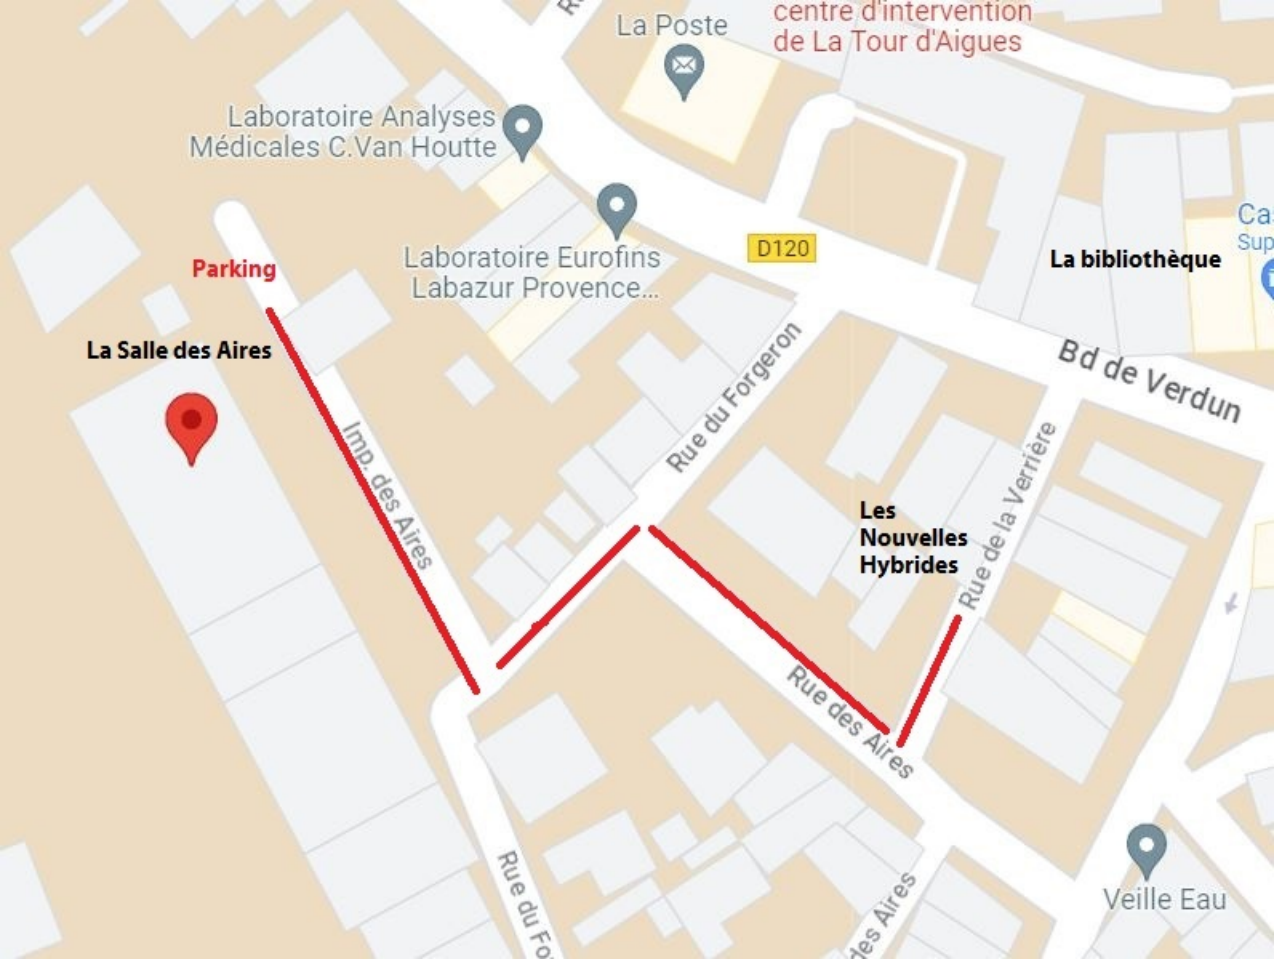 La Poste
centre d'intervention
de La Tour d'Aigues
Laboratoire Analyses
Médicales C.Van Houtte
D120
Parking
Laboratoire Eurofins
Labazur Provence...
La bibliothèque
La Salle des Aires
Rue du Forgeron
Bd de Verdun
Imp. des Aires
Les
Nouvelles
Hybrides
Rue de la Verrière
Rue des Aires
Rue du Fo
des Aires
Veille Eau